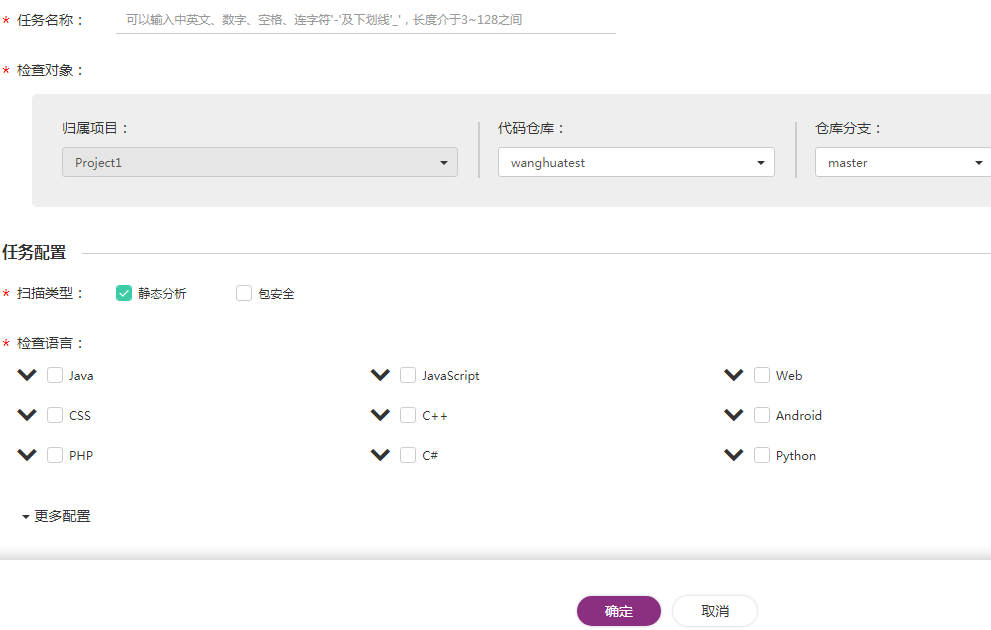 * 任务名称： 可以输入中英文、数字、空格、连字符'-'及下划线'_'，长度介于3~128之间
* 检查对象：
归属项目： 代码仓库： 仓库分支：
Project1 wanghuatest master
任务配置
* 扫描类型： 静态分析 包安全
* 检查语言：
Java JavaScript Web
CSS C++ Android
PHP C# Python
更多配置
确定 取消